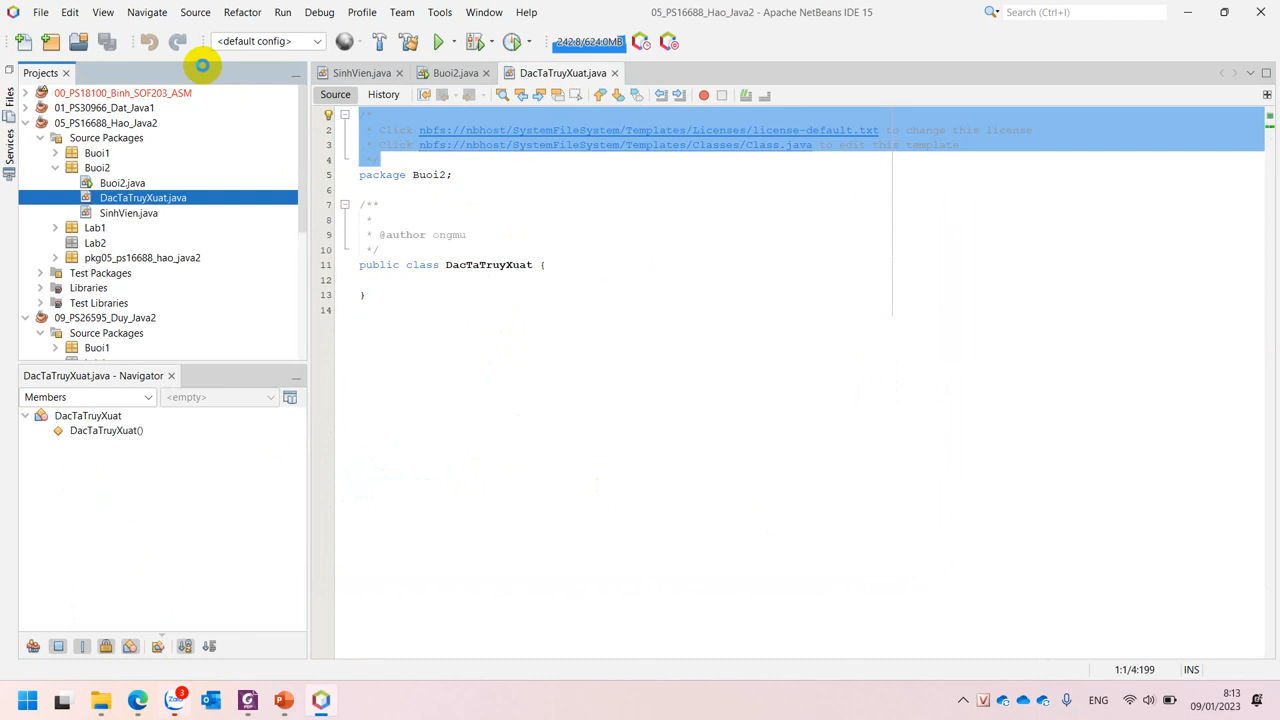 File Edit View Navigate Source Refactor Run Debug Profile Team Tools Window Help
05_PS16688_Hao_Java2 - Apache NetBeans IDE 15
Search (Ctrl+I)
<default config>
242.8/624.0MB
Files
Services
Projects
00_PS18100_Binh_SOF203_ASM
01_PS30966_Dat_Java1
05_PS16688_Hao_Java2
Source Packages
Buoi1
Buoi2
Buoi2.java
DacTaTruyXuat.java
SinhVien.java
Lab1
Lab2
pkg05_ps16688_hao_java2
Test Packages
Libraries
Test Libraries
09_PS26595_Duy_Java2
Source Packages
Buoi1
DacTaTruyXuat.java - Navigator
Members
<empty>
DacTaTruyXuat
DacTaTruyXuat()
SinhVien.java Buoi2.java DacTaTruyXuat.java
Source History
/*
2 * Click nbfs://nbhost/SystemFileSystem/Templates/Licenses/license-default.txt to change this license
3 * Click nbfs://nbhost/SystemFileSystem/Templates/Classes/Class.java to edit this template
4 */
5 package Buoi2;
6
7 /**
8 *
9 * @author ongmu
10 */
11 public class DacTaTruyXuat {
12
13 }
14
1:1/4:199 INS
Zalo 3
PDF
ENG
8:13
09/01/2023